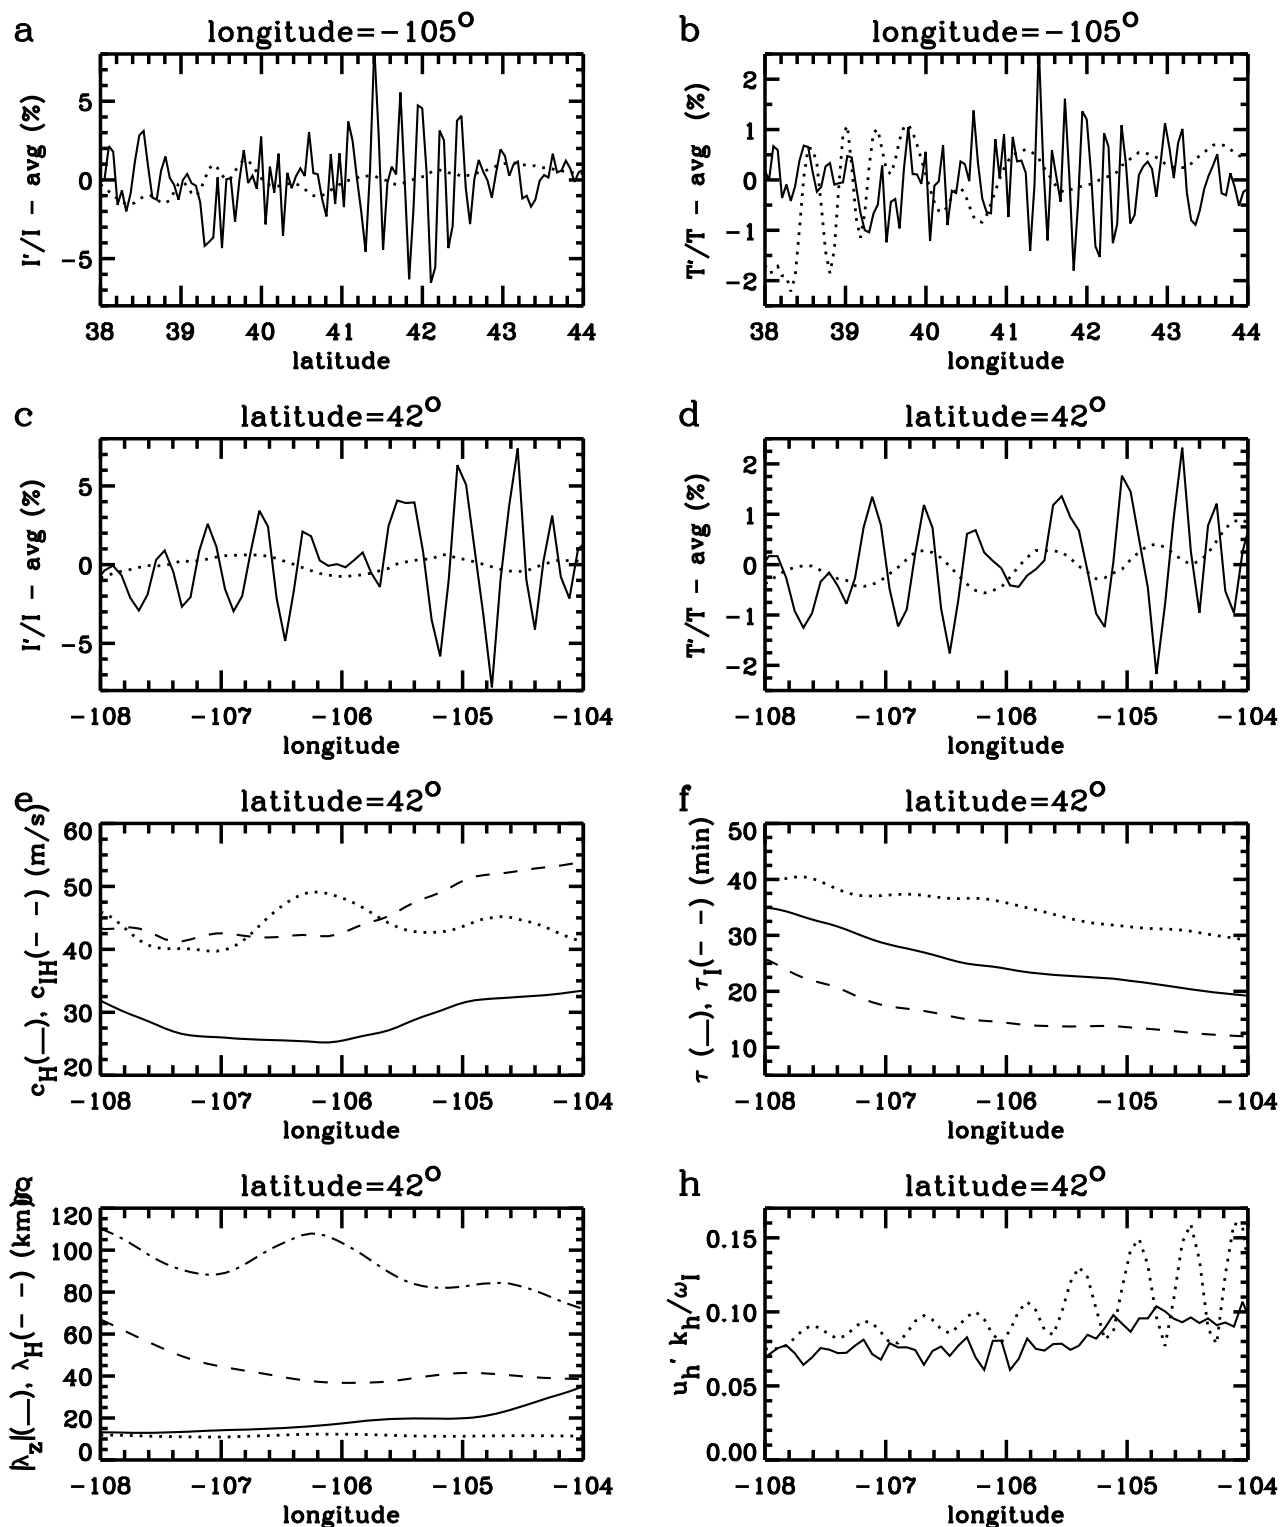 a
longitude=−105°
I'/I − avg (%)
5
0
−5
38 39 40 41 42 43 44
latitude
b
longitude=−105°
T'/T − avg (%)
2
1
0
−1
−2
38 39 40 41 42 43 44
longitude
c
latitude=42°
I'/I − avg (%)
5
0
−5
−108 −107 −106 −105 −104
longitude
d
latitude=42°
T'/T − avg (%)
2
1
0
−1
−2
−108 −107 −106 −105 −104
longitude
e
latitude=42°
c_H(—), c_IH(− −) (m/s)
60
50
40
30
20
−108 −107 −106 −105 −104
longitude
f
latitude=42°
τ (—), τ_I(− −) (min)
50
40
30
20
10
−108 −107 −106 −105 −104
longitude
g
latitude=42°
|λ_z|(—), λ_H(− −) (km)
120
100
80
60
40
20
0
−108 −107 −106 −105 −104
longitude
h
latitude=42°
u_h' k_h/ω_I
0.15
0.10
0.05
0.00
−108 −107 −106 −105 −104
longitude